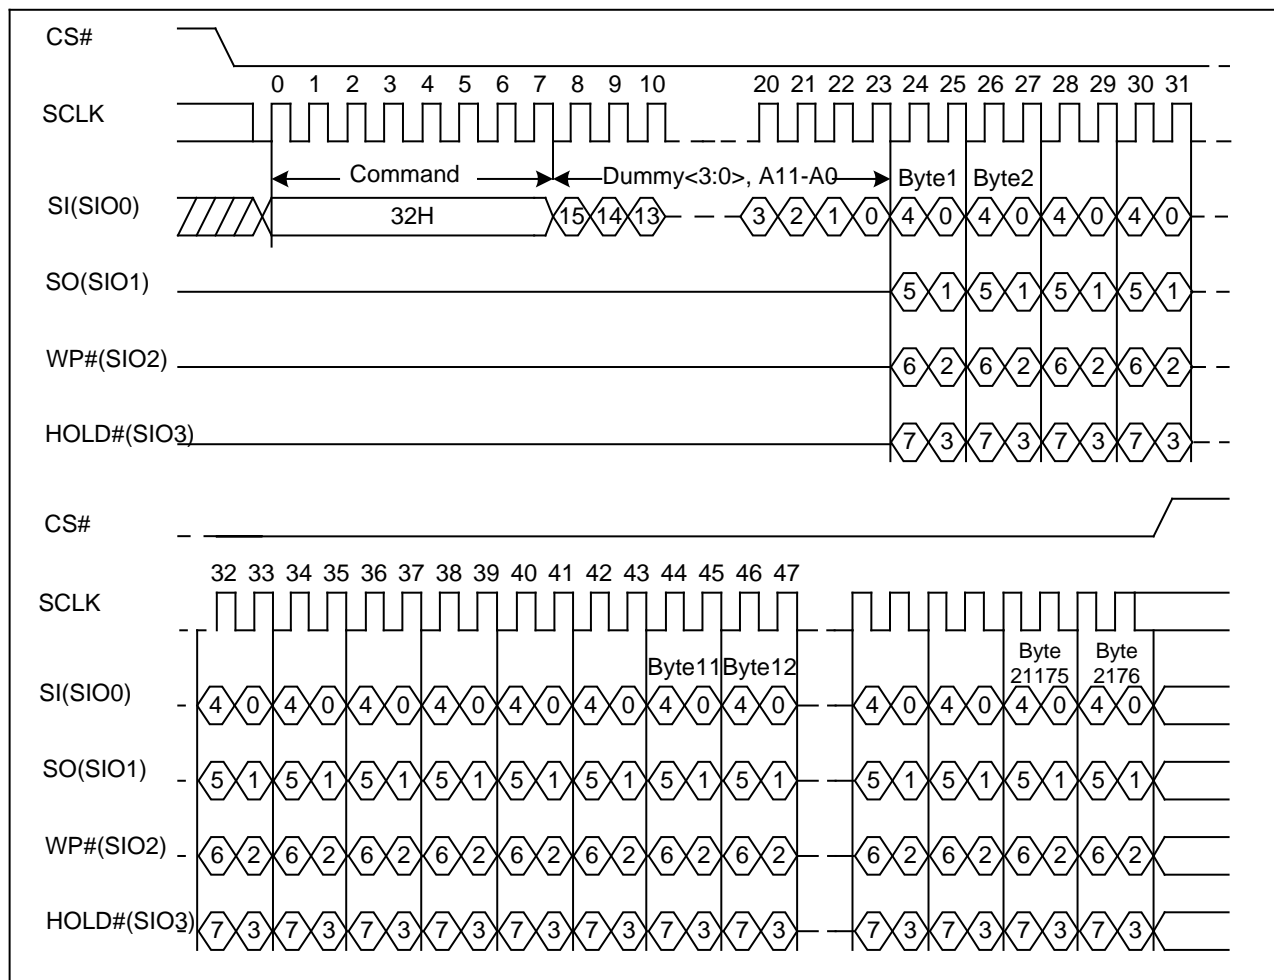 CS#
0 1 2 3 4 5 6 7 8 9 10 20 21 22 23 24 25 26 27 28 29 30 31
SCLK
Command Dummy<3:0>, A11-A0 Byte1 Byte2
SI(SIO0) 32H 15 14 13 3 2 1 0 4 0 4 0 4 0 4 0
SO(SIO1) 5 1 5 1 5 1 5 1
WP#(SIO2) 6 2 6 2 6 2 6 2
HOLD#(SIO3) 7 3 7 3 7 3 7 3
CS#
32 33 34 35 36 37 38 39 40 41 42 43 44 45 46 47
SCLK
Byte11 Byte12 Byte 21175 Byte 2176
SI(SIO0) 4 0 4 0 4 0 4 0 4 0 4 0 4 0 4 0 4 0 4 0 4 0 4 0
SO(SIO1) 5 1 5 1 5 1 5 1 5 1 5 1 5 1 5 1 5 1 5 1 5 1 5 1
WP#(SIO2) 6 2 6 2 6 2 6 2 6 2 6 2 6 2 6 2 6 2 6 2 6 2 6 2
HOLD#(SIO3) 7 3 7 3 7 3 7 3 7 3 7 3 7 3 7 3 7 3 7 3 7 3 7 3